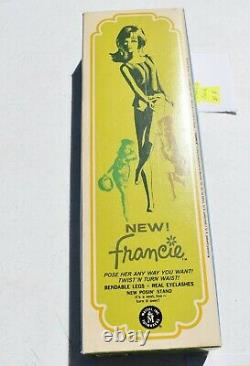 NEW!
Francie
POSE HER ANY WAY YOU WANT!
TWIST'N TURN WAIST!
BENDABLE LEGS • REAL EYELASHES
NEW POSIN' STAND